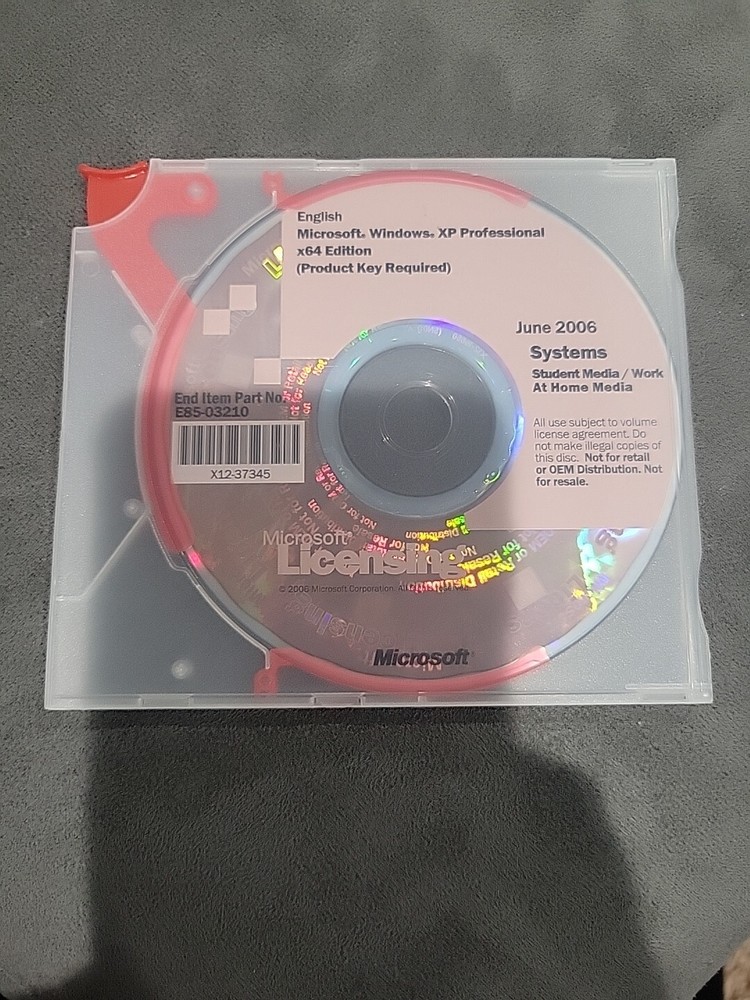 English
Microsoft® Windows® XP Professional
x64 Edition
(Product Key Required)
June 2006
Systems
Student Media / Work
At Home Media
End Item Part No.
E85-03210
X12-37345
All use subject to volume
license agreement. Do
not make illegal copies of
this disc. Not for retail
or OEM Distribution. Not
for resale.
Microsoft®
Licensing
© 2006 Microsoft Corporation.
Microsoft®